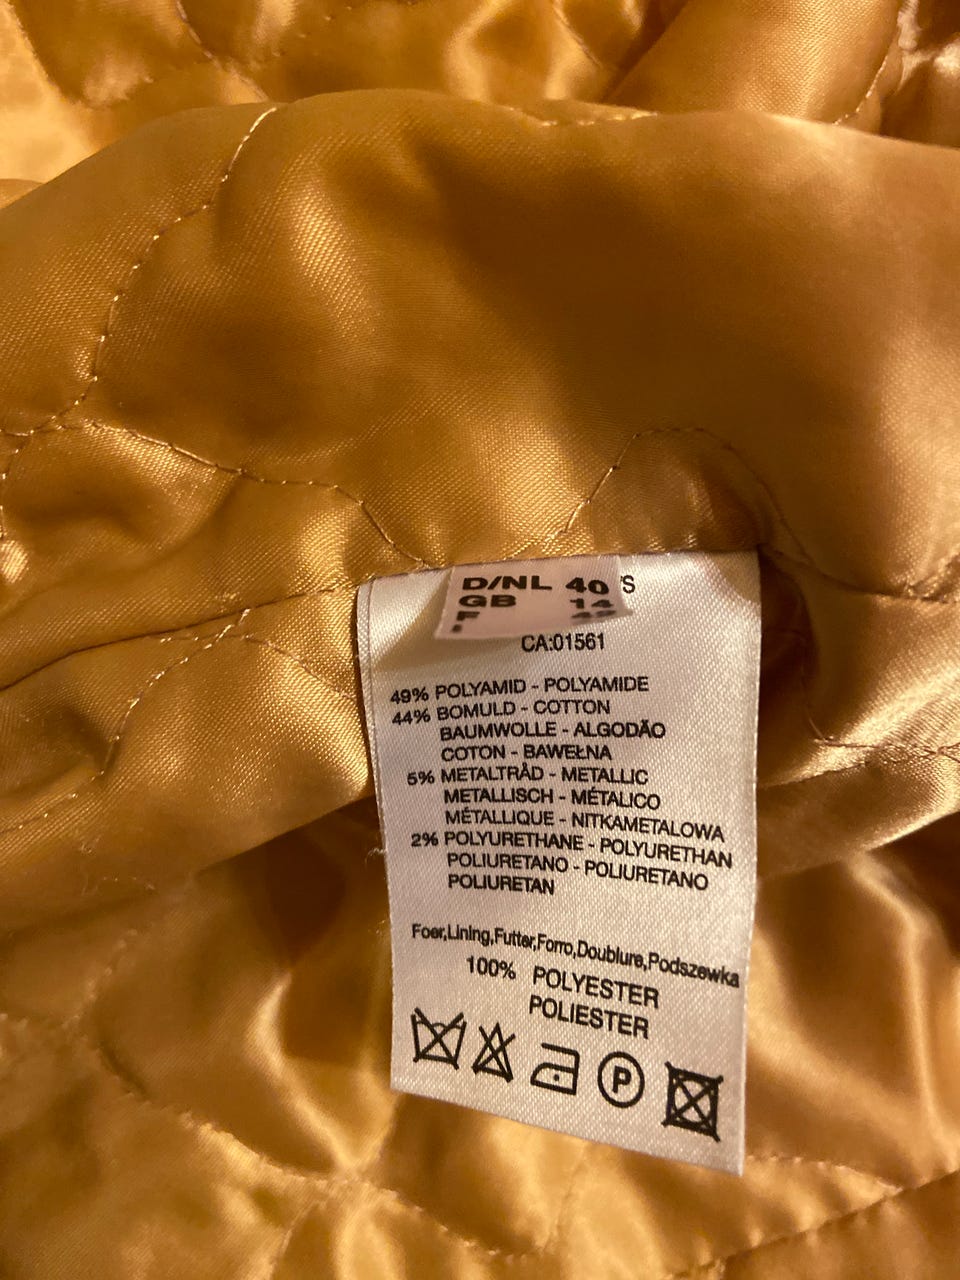 D/NL 40 'S
GB 14
F 42
CA:01561
49% POLYAMID - POLYAMIDE
44% BOMULD - COTTON
BAUMWOLLE - ALGODÃO
COTON - BAWEŁNA
5% METALTRÅD - METALLIC
METALLISCH - MÉTALICO
MÉTALLIQUE - NITKAMETALOWA
2% POLYURETHANE - POLYURETHAN
POLIURETANO - POLIURETANO
POLIURETAN
Foer,Lining,Futter,Forro,Doublure,Podszewka
100% POLYESTER
POLIESTER
P